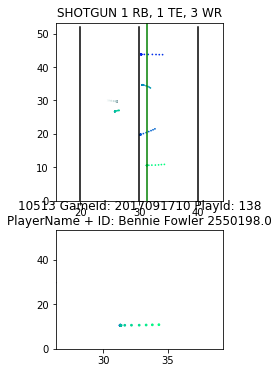 SHOTGUN 1 RB, 1 TE, 3 WR
50
40
30
20
10
0
20 30 40
10513 GameId: 2017091710 PlayId: 138
PlayerName + ID: Bennie Fowler 2550198.0
40
20
0
30 35